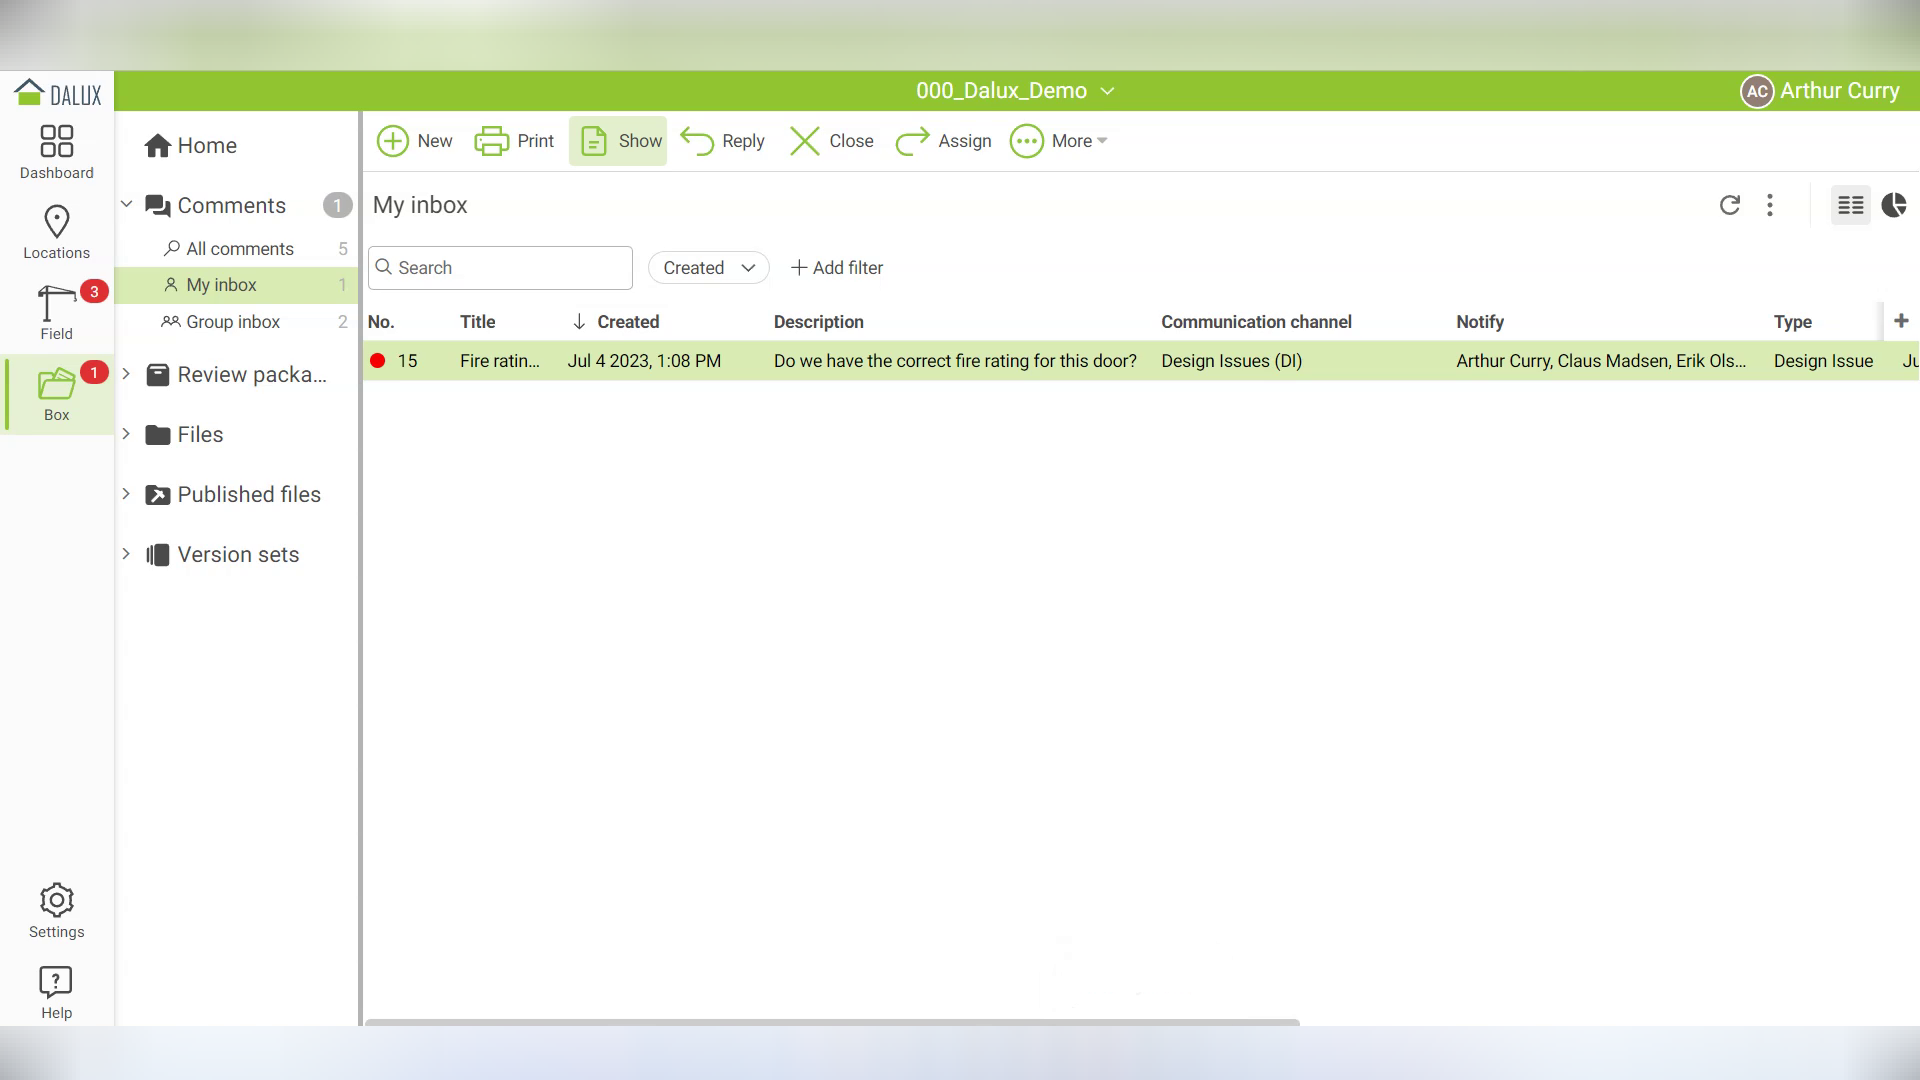 DALUX
000_Dalux_Demo
AC Arthur Curry
Dashboard
Locations
3
Field
1
Box
Settings
?
Help
Home
Comments 1
All comments 5
My inbox 1
Group inbox 2
Review packa...
Files
Published files
Version sets
New Print Show Reply Close Assign More
My inbox
Search Created Add filter
No. Title Created Description Communication channel Notify Type
15 Fire ratin... Jul 4 2023, 1:08 PM Do we have the correct fire rating for this door? Design Issues (DI) Arthur Curry, Claus Madsen, Erik Ols... Design Issue Ju